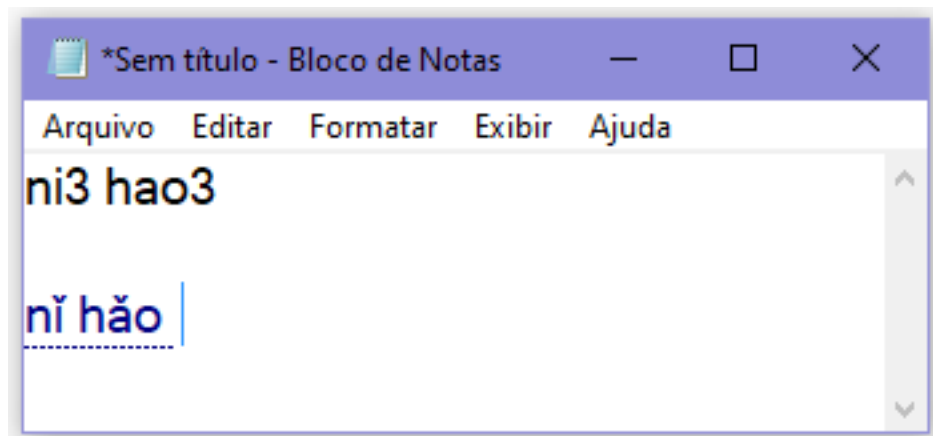 *Sem título - Bloco de Notas
Arquivo Editar Formatar Exibir Ajuda
ni3 hao3
nǐ hǎo